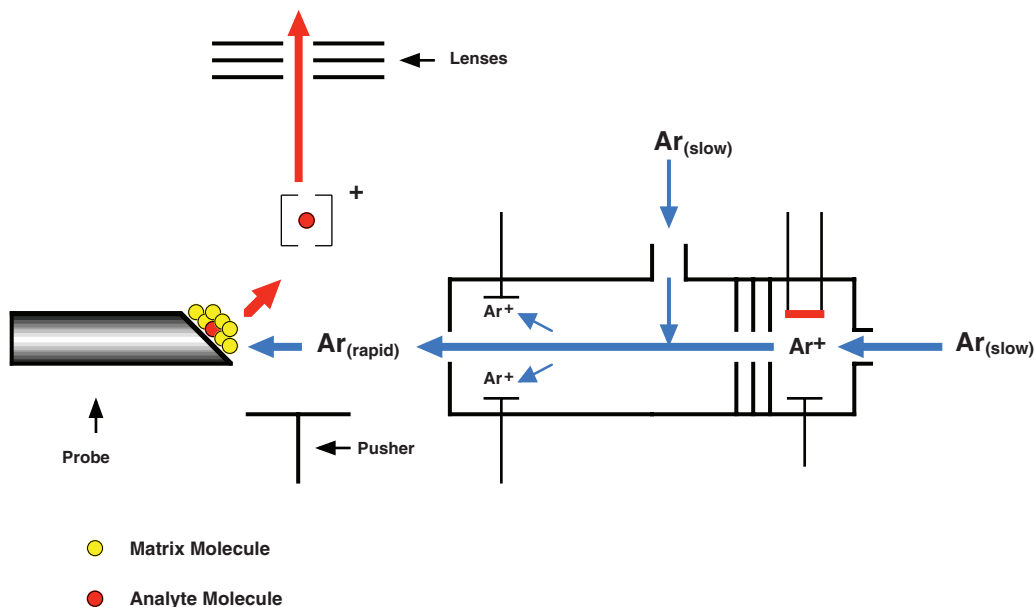 Lenses
Ar(slow)
+
Ar+
Ar(rapid)
Ar+
Ar(slow)
Ar+
Probe
Pusher
Matrix Molecule
Analyte Molecule